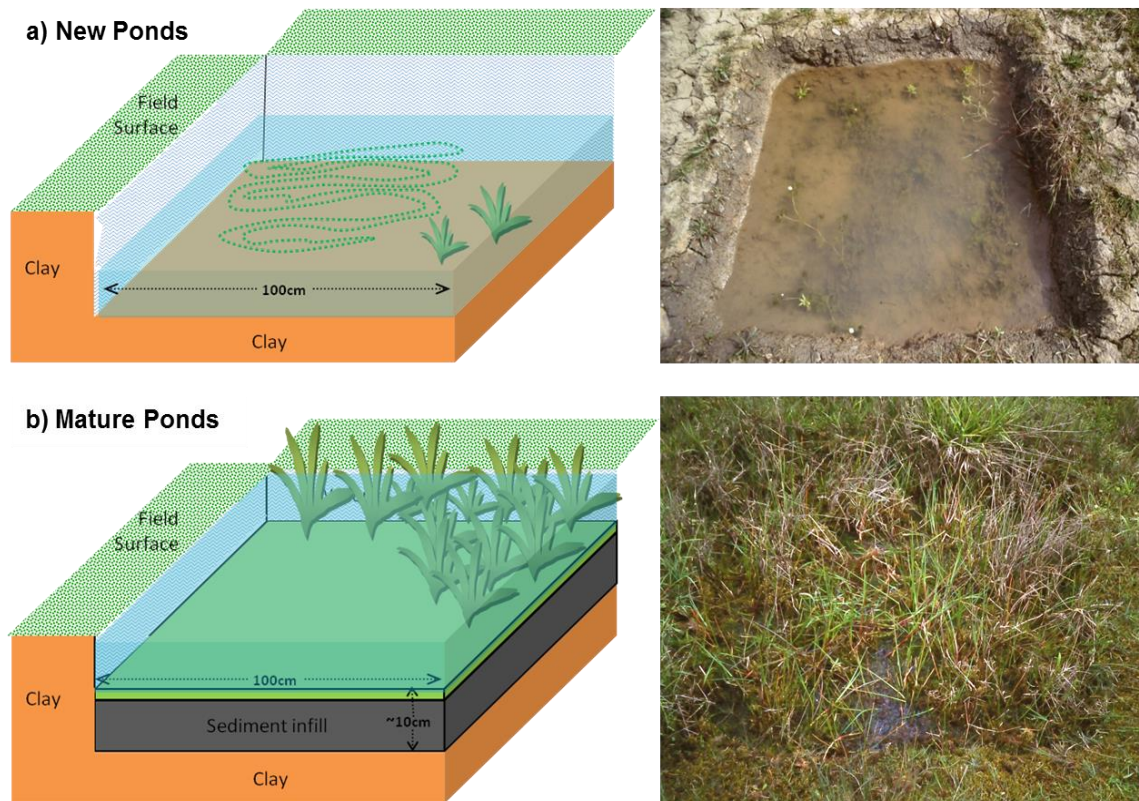 a) New Ponds
Field
Surface
Clay
100cm
Clay
b) Mature Ponds
Field
Surface
Clay
100cm
~10cm
Sediment infill
Clay